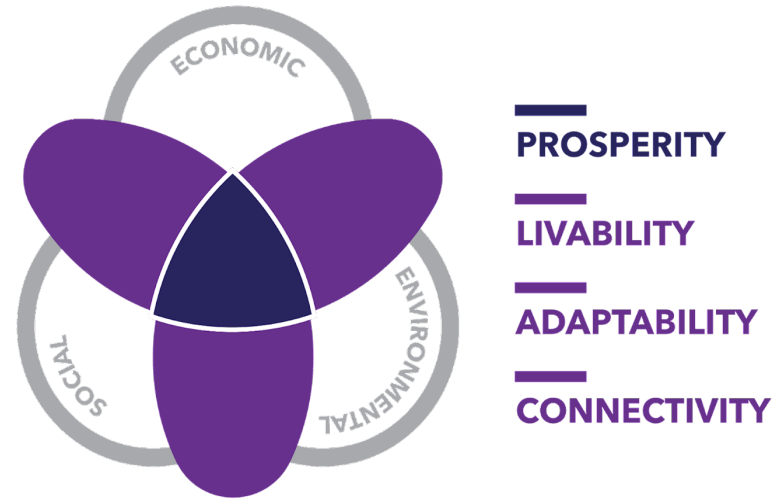 ECONOMIC
SOCIAL
ENVIRONMENTAL
PROSPERITY
LIVABILITY
ADAPTABILITY
CONNECTIVITY